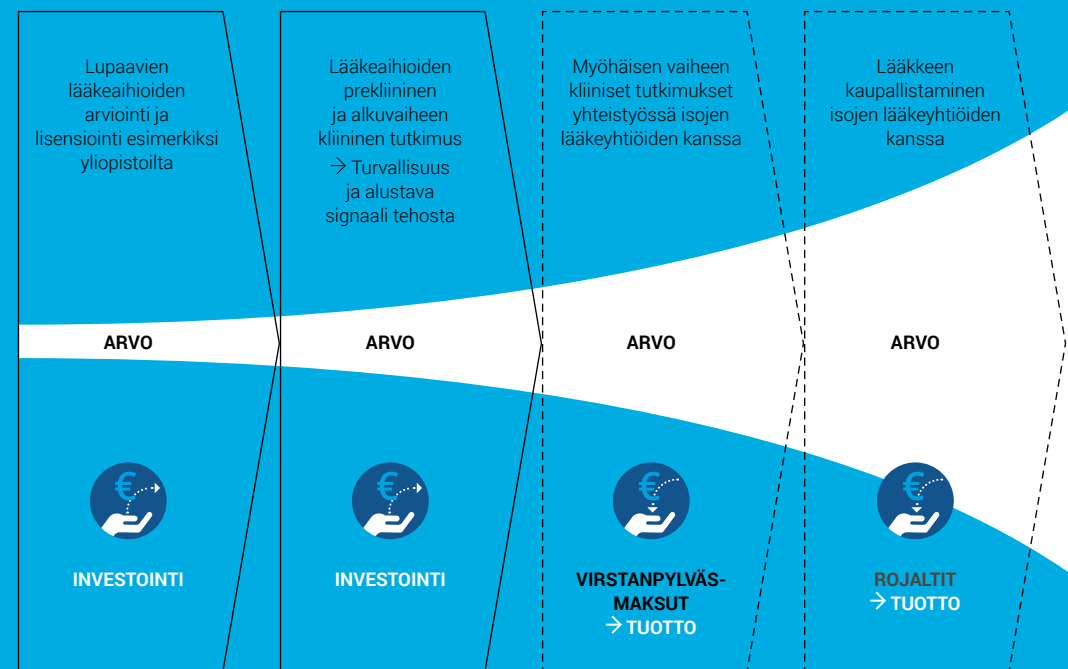 Lupaavien
lääkeaihioiden
arviointi ja
lisensiointi esimerkiksi
yliopistoilta
ARVO
€
INVESTOINTI
Lääkeaihioiden
prekliininen
ja alkuvaiheen
kliininen tutkimus
→ Turvallisuus
ja alustava
signaali tehosta
ARVO
€
INVESTOINTI
Myöhäisen vaiheen
kliiniset tutkimukset
yhteistyössä isojen
lääkeyhtiöiden kanssa
ARVO
€
VIRSTANPYLVÄS-
MAKSUT
→ TUOTTO
Lääkkeen
kaupallistaminen
isojen lääkeyhtiöiden
kanssa
ARVO
€
ROJALTIT
→ TUOTTO